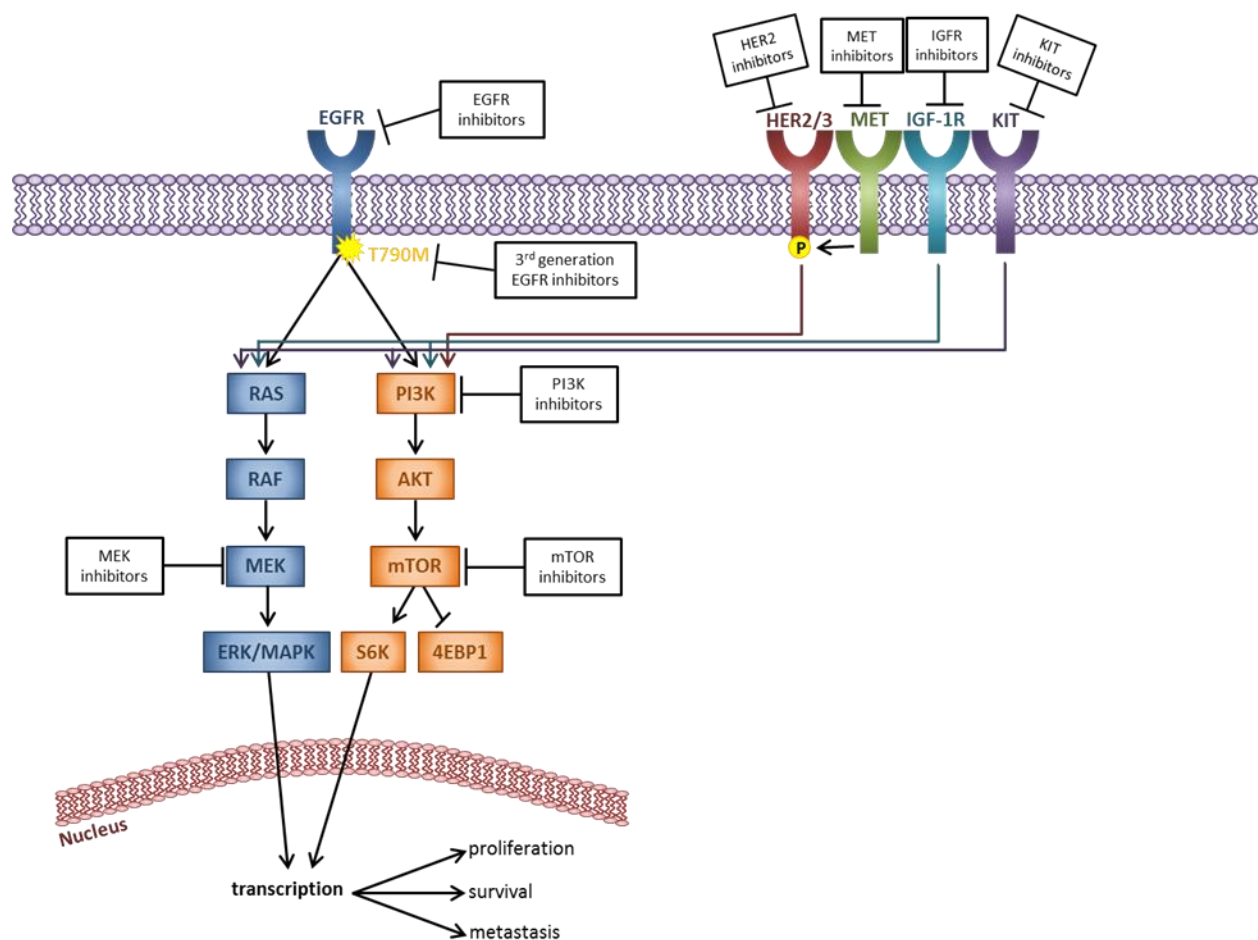 HER2
inhibitors
MET
inhibitors
IGFR
inhibitors
KIT
inhibitors
EGFR
inhibitors
EGFR
HER2/3
MET
IGF-1R
KIT
P
T790M
3rd generation
EGFR inhibitors
RAS
PI3K
PI3K
inhibitors
RAF
AKT
MEK
inhibitors
MEK
mTOR
mTOR
inhibitors
ERK/MAPK
S6K
4EBP1
Nucleus
proliferation
transcription
survival
metastasis